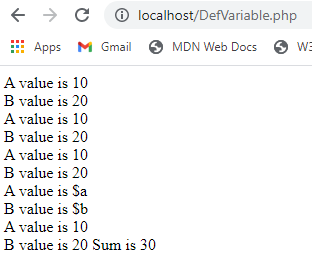 localhost/DefVariable.php
Apps Gmail MDN Web Docs W3
A value is 10
B value is 20
A value is 10
B value is 20
A value is 10
B value is 20
A value is $a
B value is $b
A value is 10
B value is 20 Sum is 30